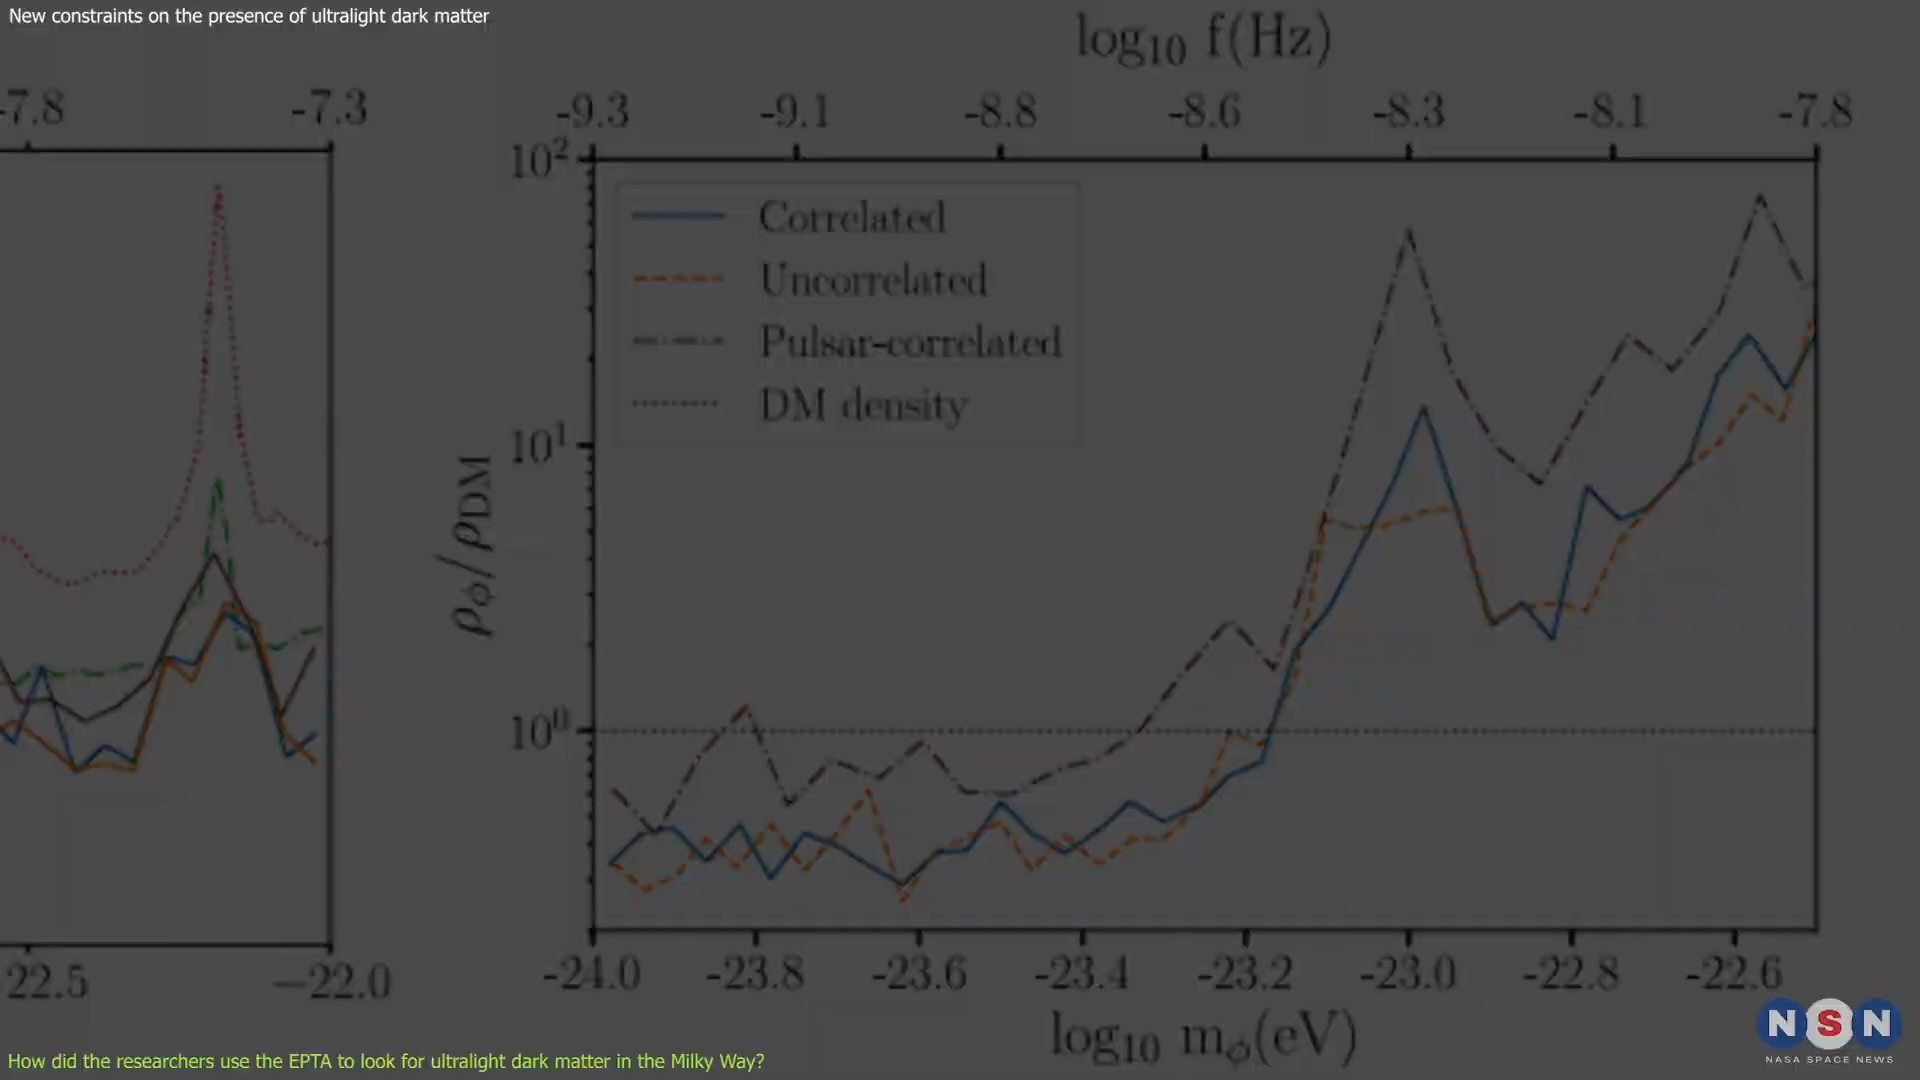 New constraints on the presence of ultralight dark matter
log10 f(Hz)
-7.8 -7.3
-9.3 -9.1 -8.8 -8.6 -8.3 -8.1 -7.8
10²
Correlated
Uncorrelated
Pulsar-correlated
DM density
10¹
ρϕ/ρDM
10⁰
22.5 −22.0
-24.0 -23.8 -23.6 -23.4 -23.2 -23.0 -22.8 -22.6
log10 mϕ(eV)
NSN
NASA SPACE NEWS
How did the researchers use the EPTA to look for ultralight dark matter in the Milky Way?